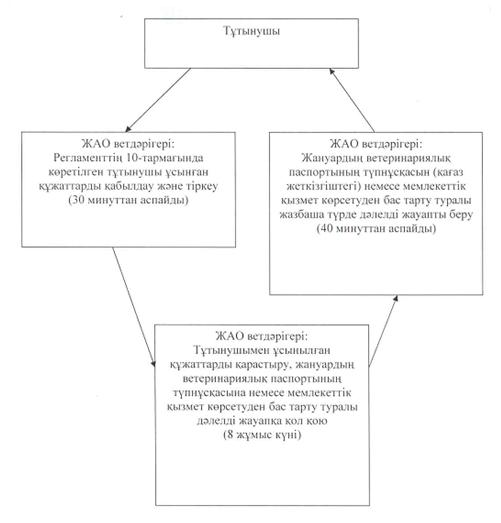 Тұтынушы
ЖАО ветдәрігері:
Регламенттің 10-тармағында
көретілген тұтынушы ұсынған
құжаттарды қабылдау және тіркеу
(30 минуттан аспайды)
ЖАО ветдәрігері:
Тұтынушымен ұсынылған
құжаттарды қарастыру, жануардың
ветеринариялық паспортының
түпнұсқасына немесе мемлекеттік
қызмет көрсетуден бас тарту туралы
дәлелді жауапқа қол қою
(8 жұмыс күні)
ЖАО ветдәрігері:
Жануардың ветеринариялық
паспортының түпнұсқасын (қағаз
жеткізгіштегі) немесе мемлекеттік
қызмет көрсетуден бас тарту туралы
жазбаша түрде дәлелді жауапты беру
(40 минуттан аспайды)